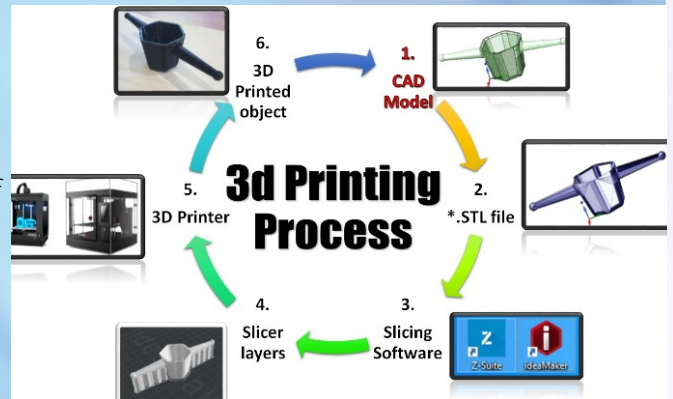 3d Printing
Process
1.
CAD
Model
2.
*.STL file
3.
Slicing
Software
Z
Z-Suite
ideaMaker
4.
Slicer
layers
5.
3D Printer
6.
3D
Printed
object